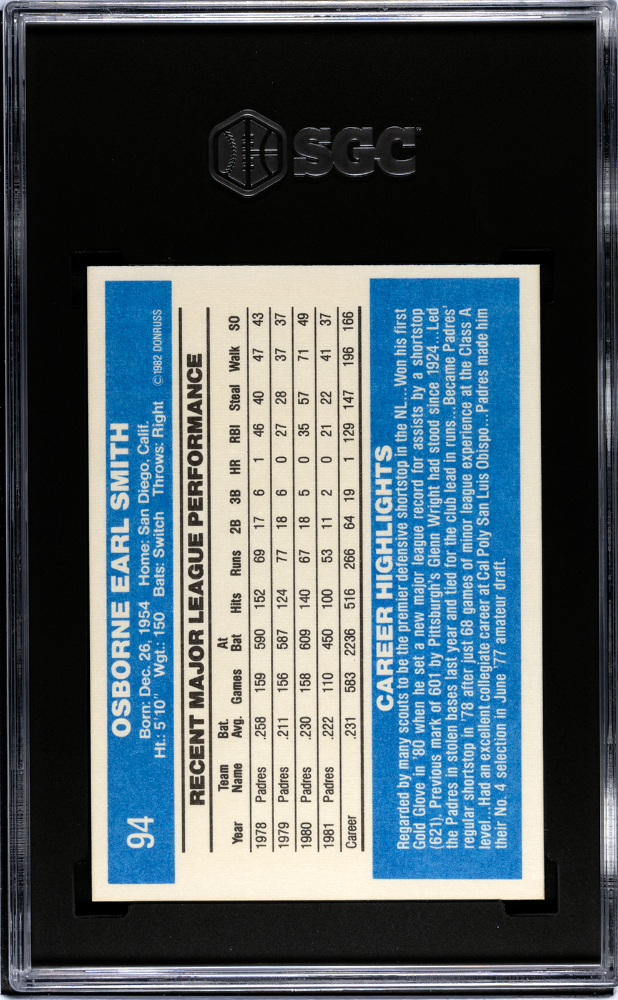 SGC
94
OSBORNE EARL SMITH
Born: Dec. 26, 1954 Home: San Diego, Calif.
Ht.: 5'10" Wgt.: 150 Bats: Switch Throws: Right ©1982 DONRUSS
RECENT MAJOR LEAGUE PERFORMANCE
Year Team Name Bat. Avg. Games At Bat Hits Runs 2B 3B HR RBI Steal Walk SO
1978 Padres .258 159 590 152 69 17 6 1 46 40 47 43
1979 Padres .211 156 587 124 77 18 6 0 27 28 37 37
1980 Padres .230 158 609 140 67 18 5 0 35 57 71 49
1981 Padres .222 110 450 100 53 11 2 0 21 22 41 37
Career .231 583 2236 516 266 64 19 1 129 147 196 166
CAREER HIGHLIGHTS
Regarded by many scouts to be the premier defensive shortstop in the NL...Won his first
Gold Glove in '80 when he set a new major league record for assists by a shortstop
(621). Previous mark of 601 by Pittsburgh's Glenn Wright had stood since 1924...Led
the Padres in stolen bases last year and tied for the club lead in runs...Became Padres'
regular shortstop in '78 after just 68 games of minor league experience at the Class A
level...Had an excellent collegiate career at Cal Poly San Luis Obispo...Padres made him
their No. 4 selection in June '77 amateur draft.